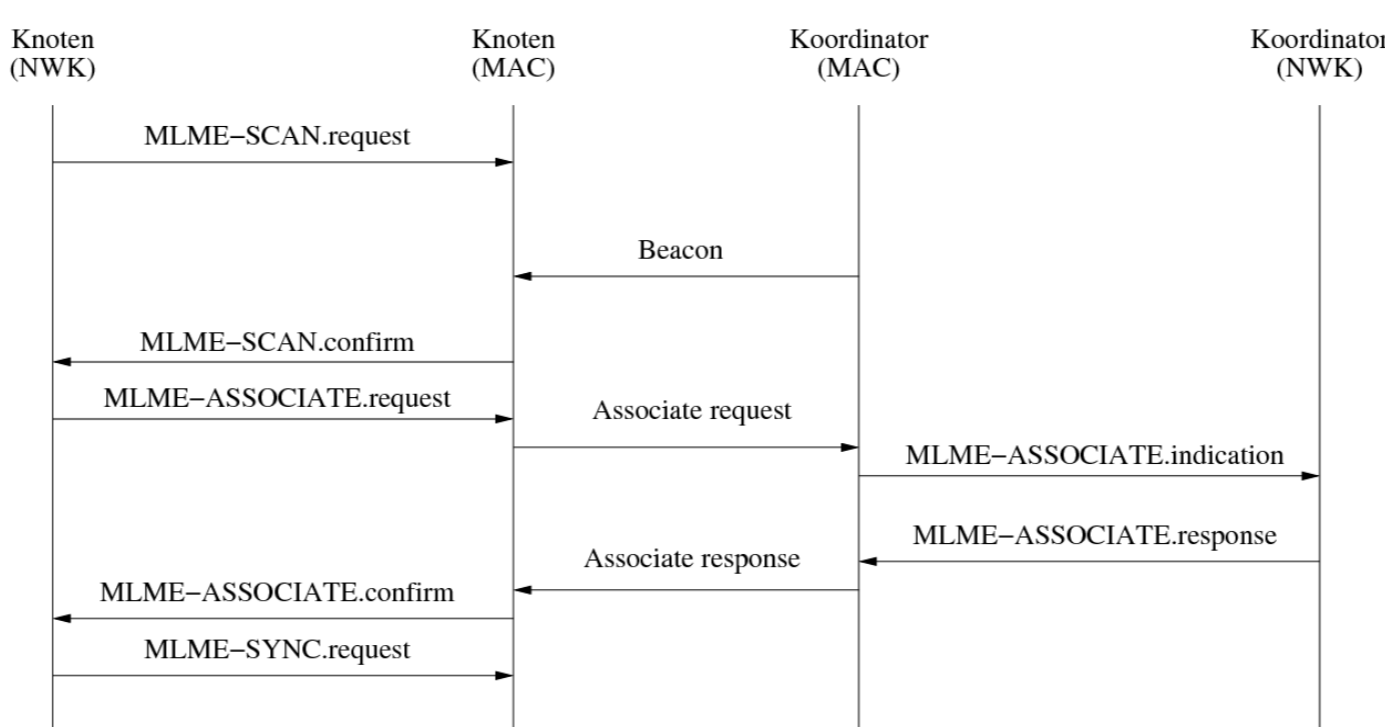 Knoten
(NWK)
Knoten
(MAC)
Koordinator
(MAC)
Koordinator
(NWK)
MLME−SCAN.request
Beacon
MLME−SCAN.confirm
MLME−ASSOCIATE.request
Associate request
MLME−ASSOCIATE.indication
MLME−ASSOCIATE.response
Associate response
MLME−ASSOCIATE.confirm
MLME−SYNC.request